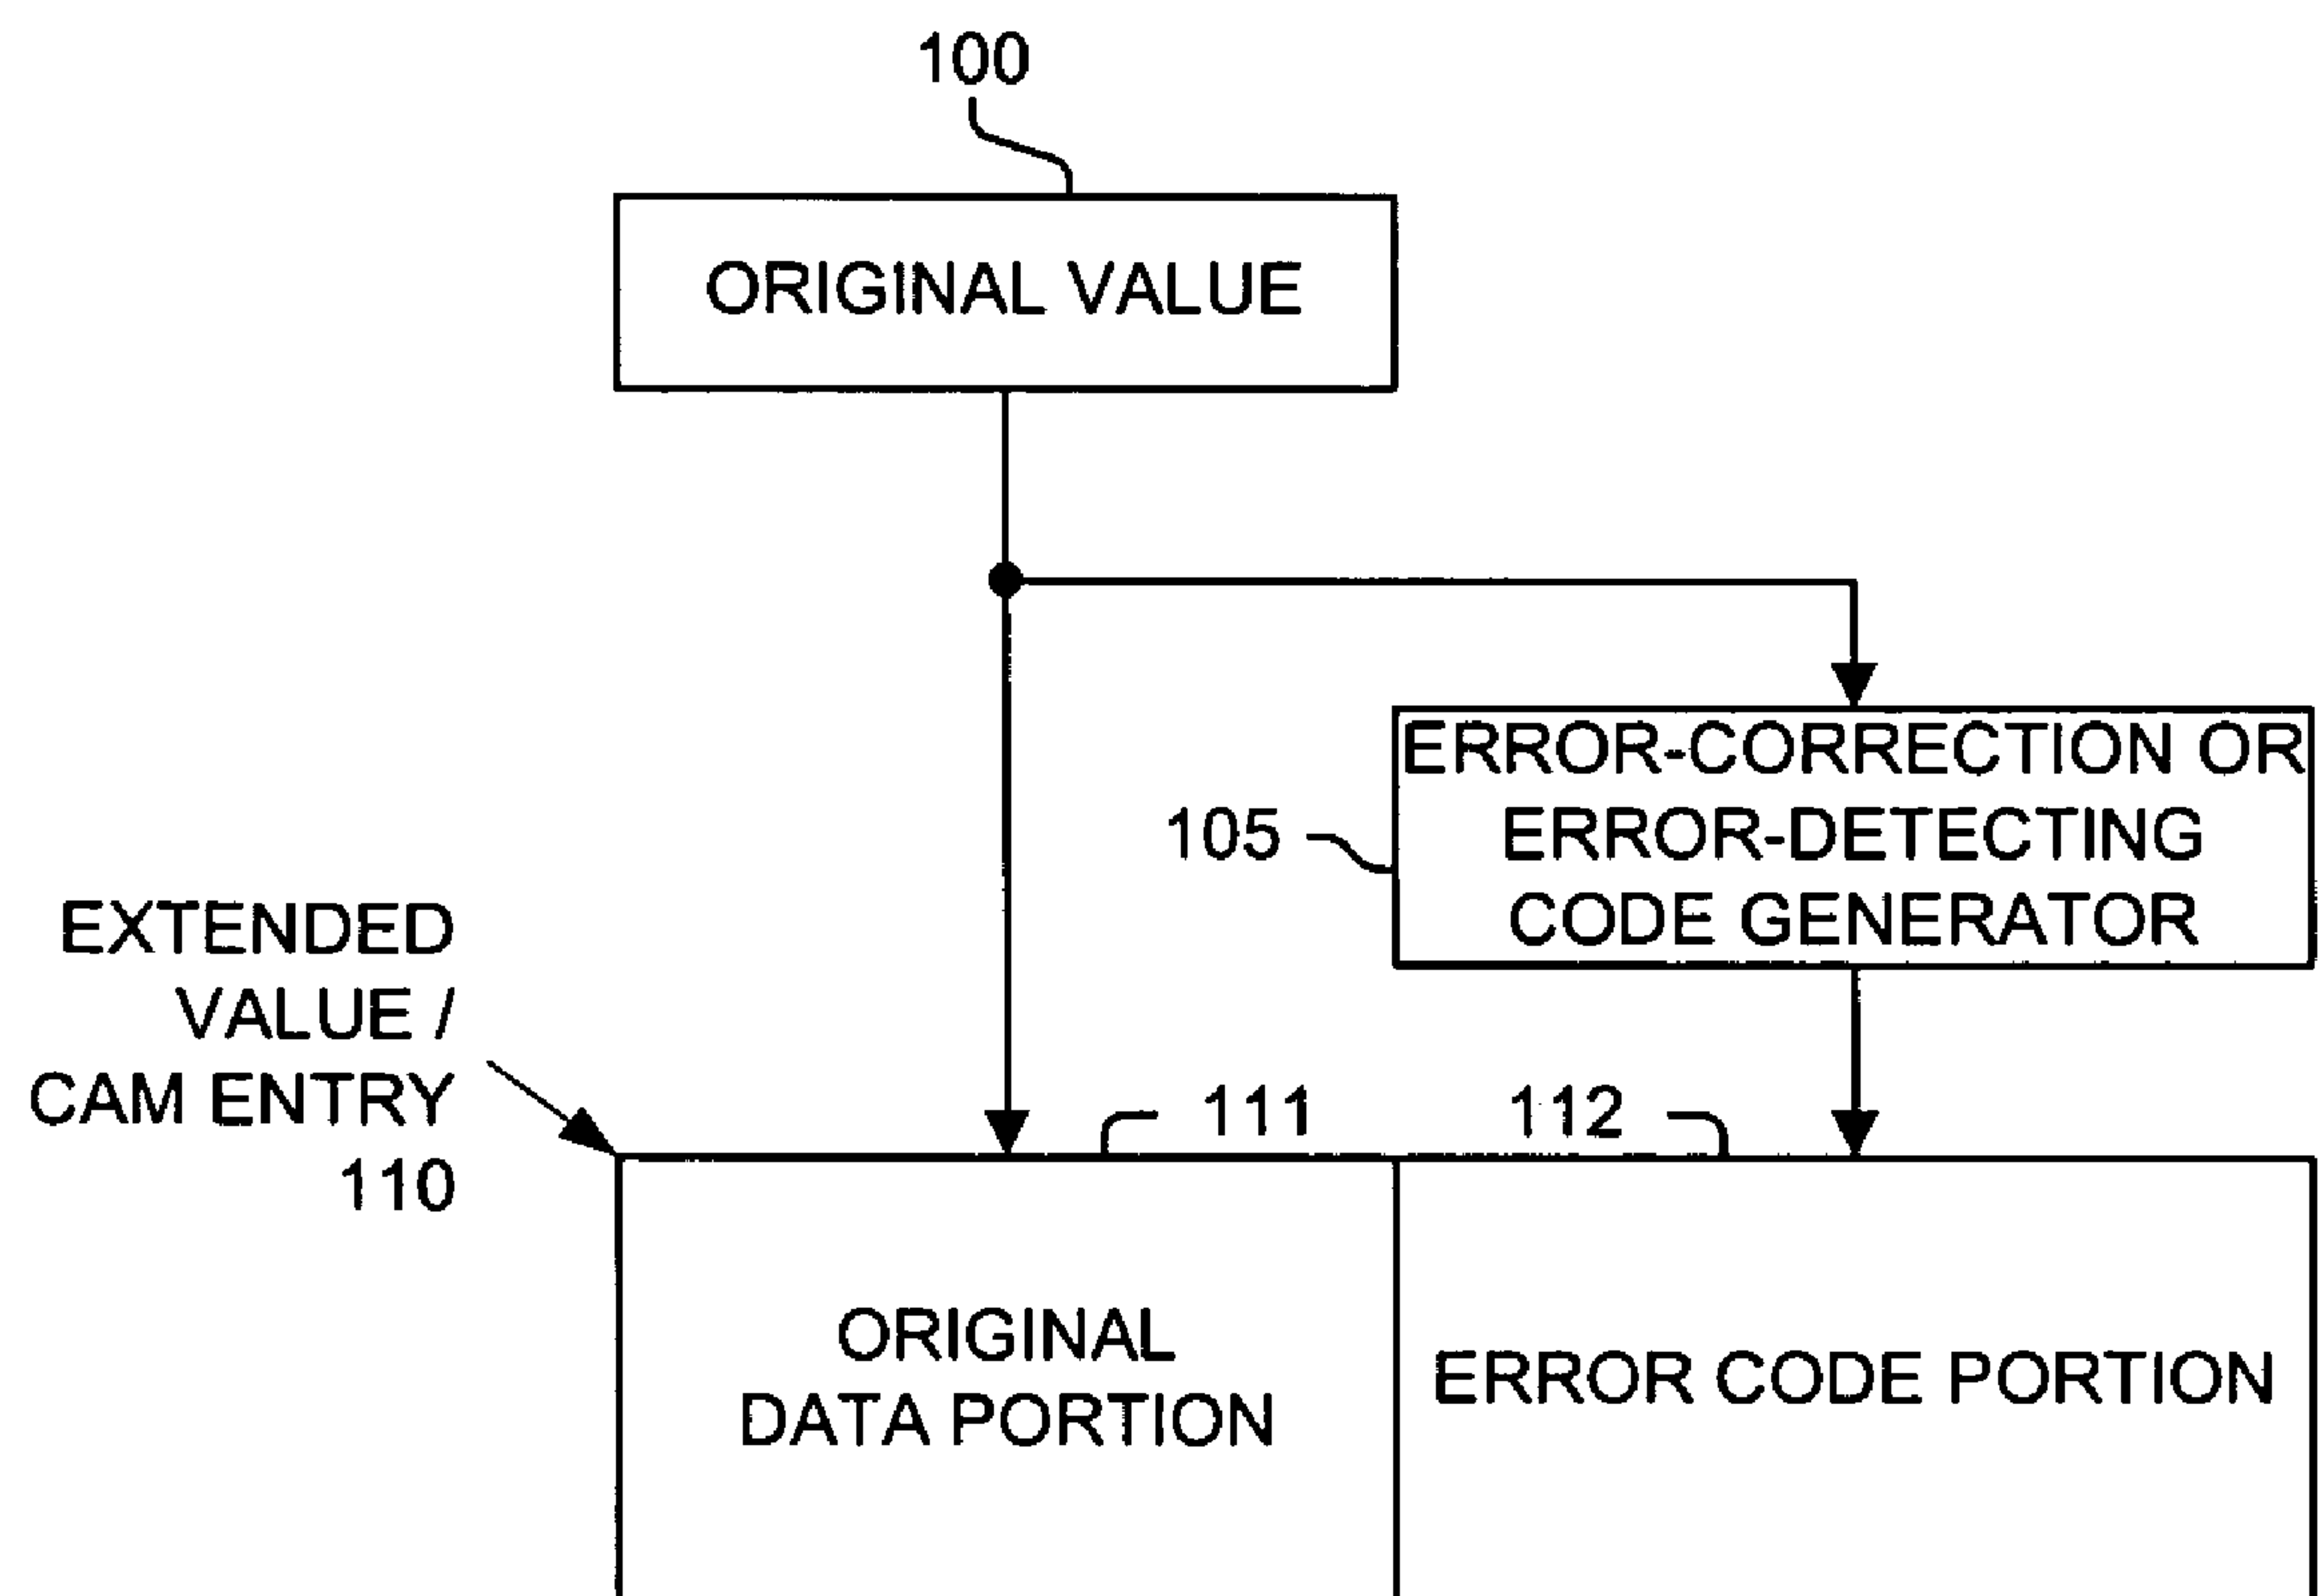 100
ORIGINAL VALUE
ERROR-CORRECTION OR
105
ERROR-DETECTING
CODE GENERATOR
EXTENDED
VALUE /
CAM ENTRY
110
111
112
ORIGINAL
DATA PORTION
ERROR CODE PORTION